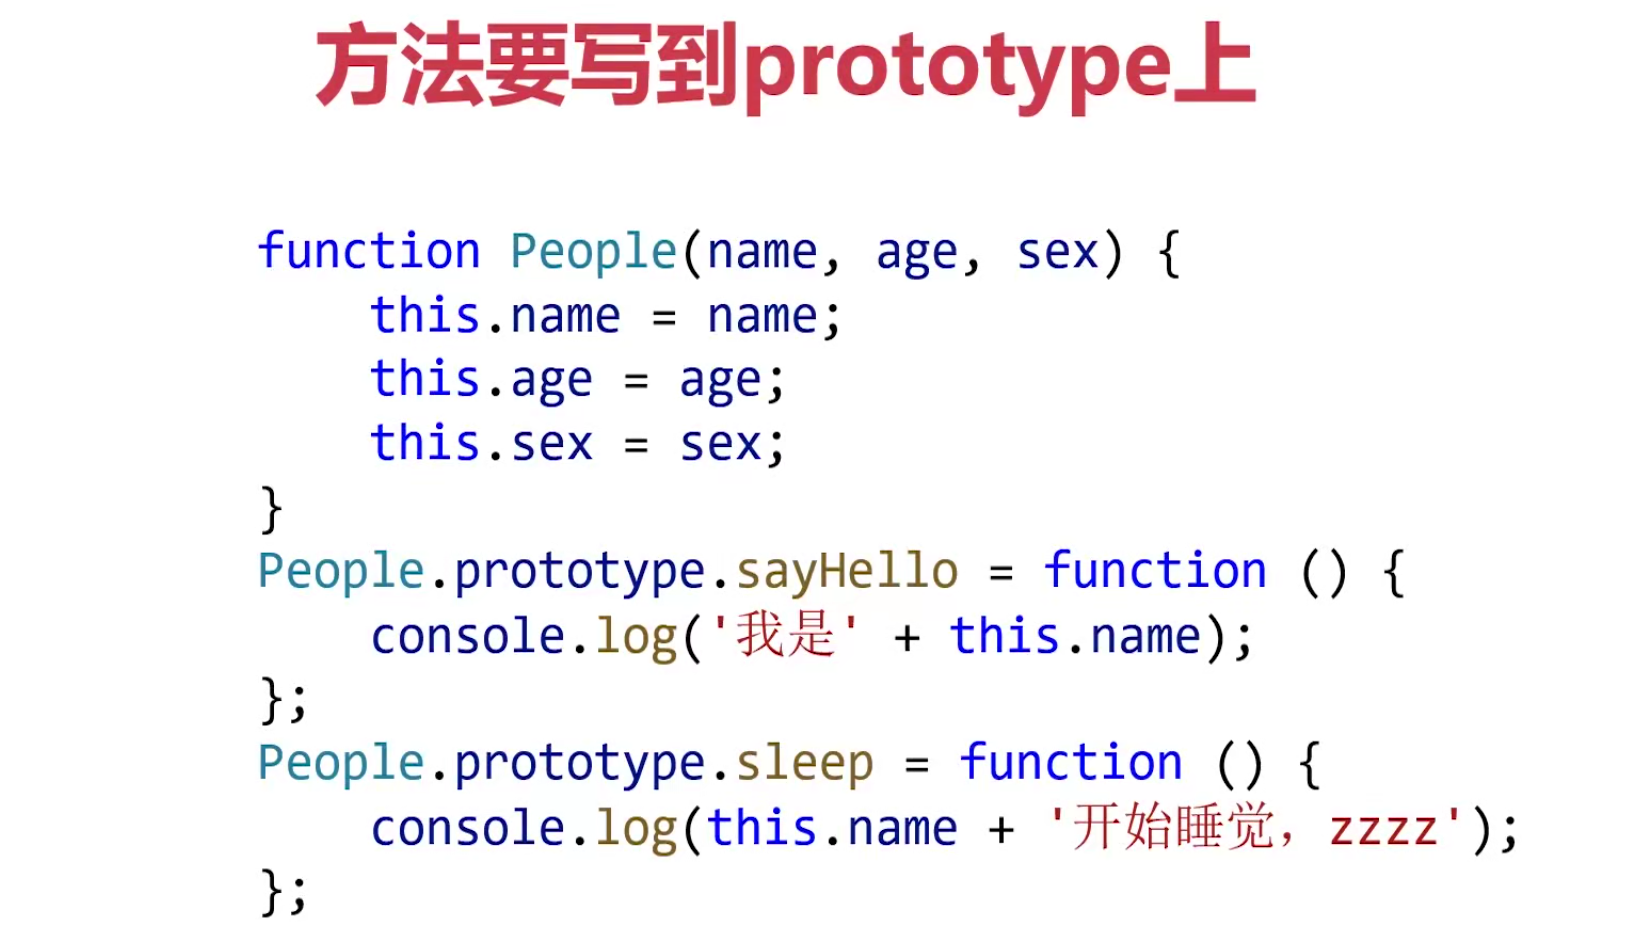 方法要写到prototype上
function People(name, age, sex) {
    this.name = name;
    this.age = age;
    this.sex = sex;
}
People.prototype.sayHello = function () {
    console.log('我是' + this.name);
};
People.prototype.sleep = function () {
    console.log(this.name + '开始睡觉，zzzz');
};